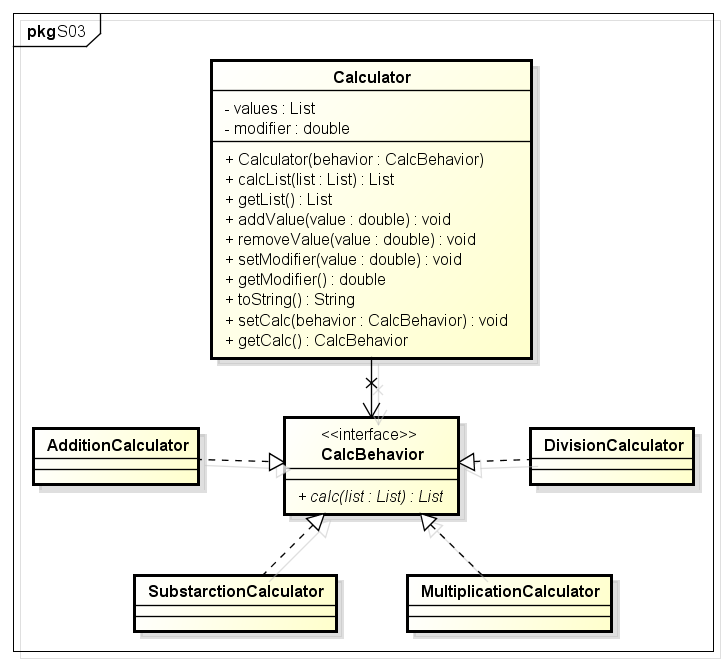 pkg S03
Calculator
- values : List
- modifier : double
+ Calculator(behavior : CalcBehavior)
+ calcList(list : List) : List
+ getList() : List
+ addValue(value : double) : void
+ removeValue(value : double) : void
+ setModifier(value : double) : void
+ getModifier() : double
+ toString() : String
+ setCalc(behavior : CalcBehavior) : void
+ getCalc() : CalcBehavior
<<interface>>
CalcBehavior
+ calc(list : List) : List
AdditionCalculator
DivisionCalculator
SubstarctionCalculator
MultiplicationCalculator